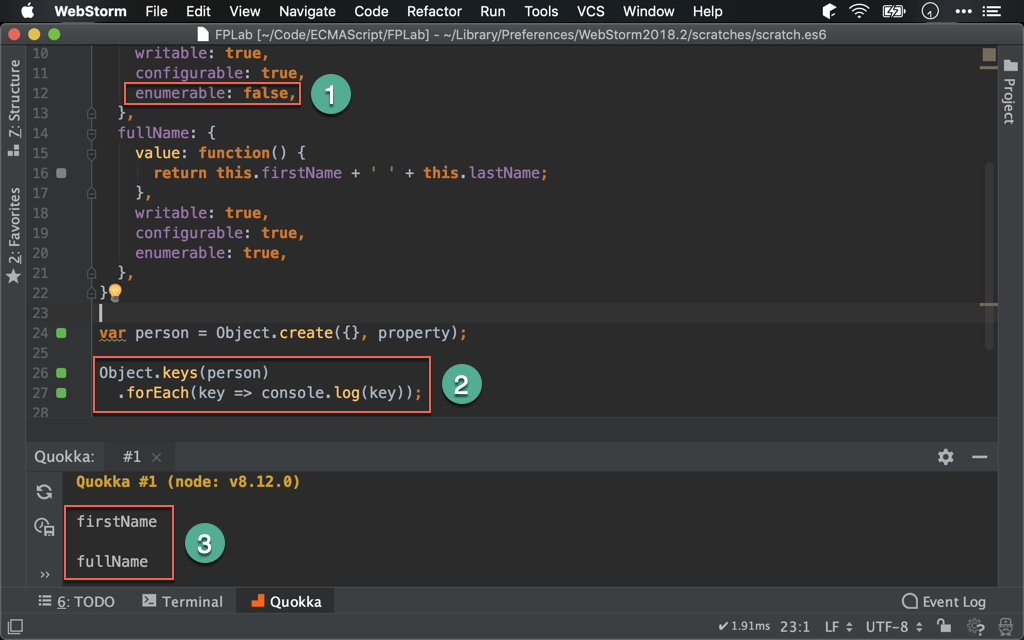 WebStorm File Edit View Navigate Code Refactor Run Tools VCS Window Help
FPLab [~/Code/ECMAScript/FPLab] - ~/Library/Preferences/WebStorm2018.2/scratches/scratch.es6
7: Structure
2: Favorites
Project
10 writable: true,
11 configurable: true,
12 enumerable: false,
1
13 },
14 fullName: {
15 value: function() {
16 return this.firstName + ' ' + this.lastName;
17 },
18 writable: true,
19 configurable: true,
20 enumerable: true,
21 },
22 }
23
24 var person = Object.create({}, property);
25
26 Object.keys(person)
27 .forEach(key => console.log(key));
2
28
Quokka: #1 ×
Quokka #1 (node: v8.12.0)
firstName
3
fullName
»
6: TODO Terminal Quokka Event Log
✔ 1.91ms 23:1 LF UTF-8